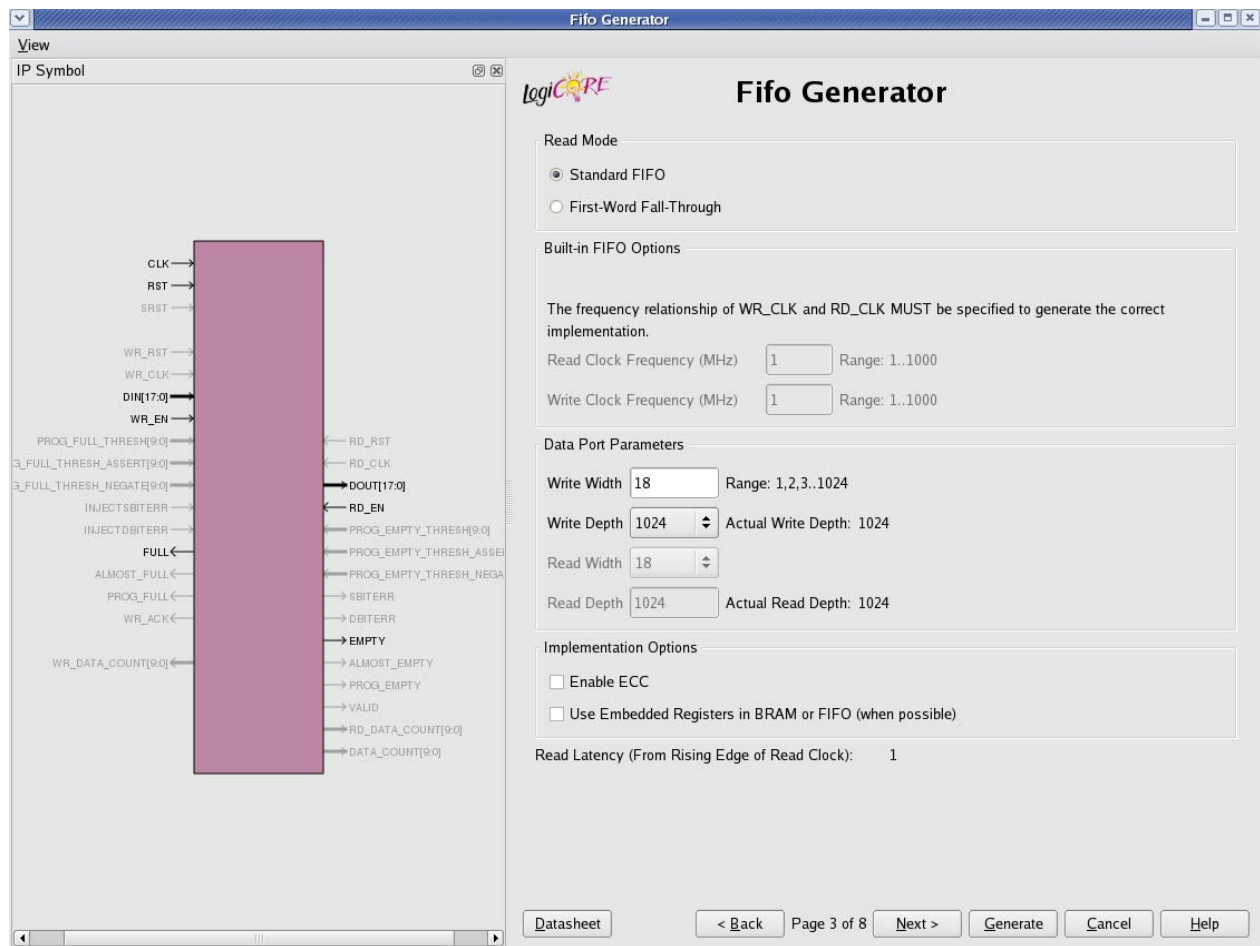 Fifo Generator
View
IP Symbol
CLK
RST
SRST
WR_RST
WR_CLK
DIN[17:0]
WR_EN
PROG_FULL_THRESH[9:0]
G_FULL_THRESH_ASSERT[9:0]
G_FULL_THRESH_NEGATE[9:0]
INJECTSBITERR
INJECTDBITERR
FULL
ALMOST_FULL
PROG_FULL
WR_ACK
WR_DATA_COUNT[9:0]
RD_RST
RD_CLK
DOUT[17:0]
RD_EN
PROG_EMPTY_THRESH[9:0]
PROG_EMPTY_THRESH_ASSE
PROG_EMPTY_THRESH_NEGA
SBITERR
DBITERR
EMPTY
ALMOST_EMPTY
PROG_EMPTY
VALID
RD_DATA_COUNT[9:0]
DATA_COUNT[9:0]
LogiCORE
Fifo Generator
Read Mode
Standard FIFO
First-Word Fall-Through
Built-in FIFO Options
The frequency relationship of WR_CLK and RD_CLK MUST be specified to generate the correct
implementation.
Read Clock Frequency (MHz) 1 Range: 1..1000
Write Clock Frequency (MHz) 1 Range: 1..1000
Data Port Parameters
Write Width 18 Range: 1,2,3..1024
Write Depth 1024 Actual Write Depth: 1024
Read Width 18
Read Depth 1024 Actual Read Depth: 1024
Implementation Options
Enable ECC
Use Embedded Registers in BRAM or FIFO (when possible)
Read Latency (From Rising Edge of Read Clock): 1
Datasheet < Back Page 3 of 8 Next > Generate Cancel Help